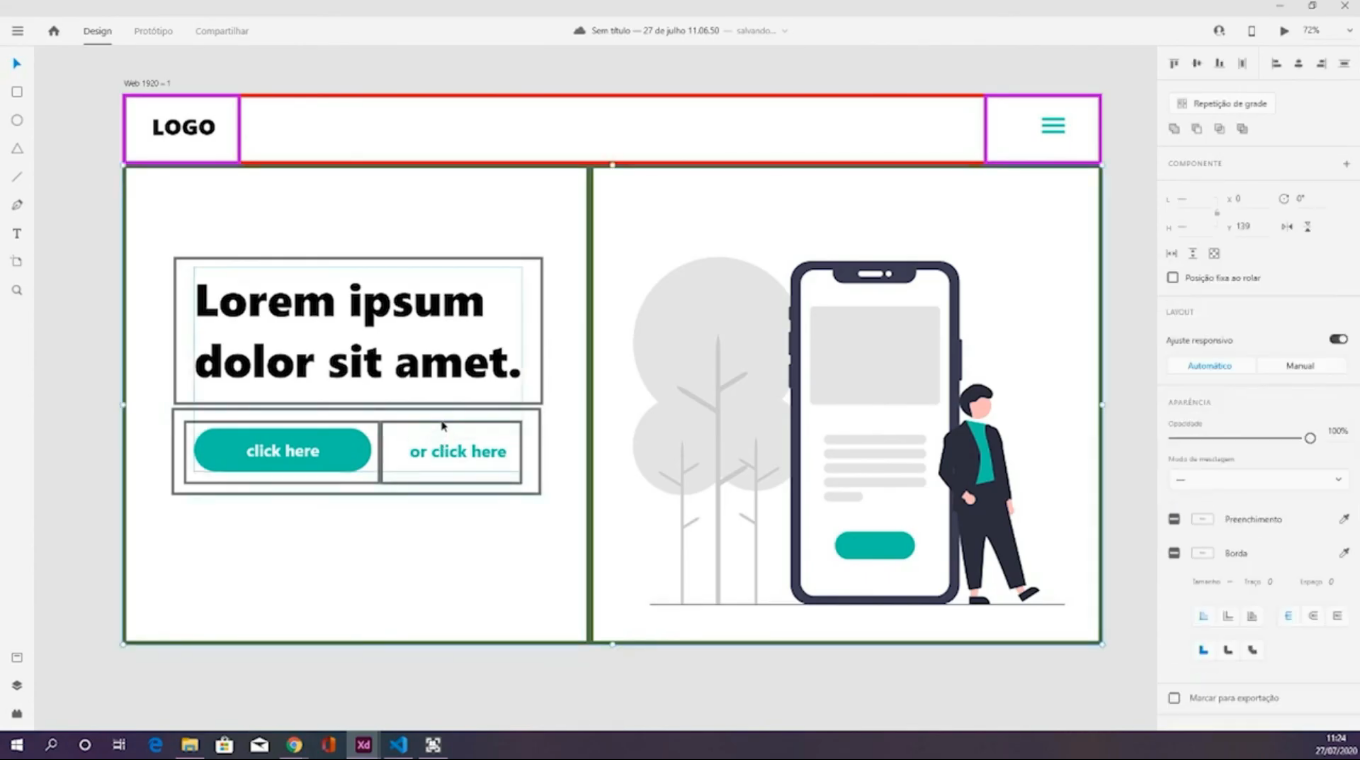 Design Protótipo Compartilhar
Sem título — 27 de julho 11.06.50 — salvando...
72%
Web 1920 – 1
LOGO
Lorem ipsum
dolor sit amet.
click here
or click here
Repetição de grade
COMPONENTE
L — X 0 0°
H — Y 139
Posição fixa ao rolar
LAYOUT
Ajuste responsivo
Automático Manual
APARÊNCIA
Opacidade
100%
Modo de mesclagem
—
Preenchimento
Borda
Tamanho — Traço 0 Espaço 0
Marcar para exportação
Xd
11:24
27/07/2020